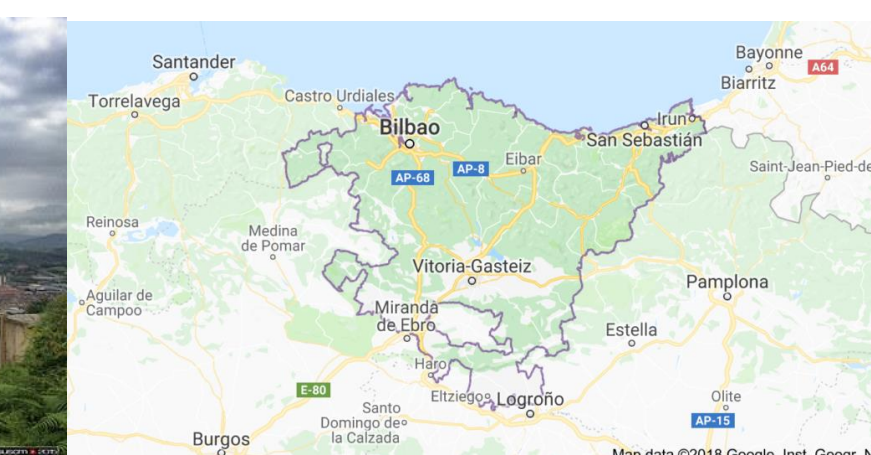 Santander
Torrelavega
Castro Urdiales
Bilbao
Bayonne
A64
Biarritz
Irun
San Sebastián
Eibar
AP-8
AP-68
Saint-Jean-Pied-de
Reinosa
Medina
de Pomar
Vitoria-Gasteiz
Pamplona
Aguilar de
Campoo
Miranda
de Ebro
Estella
Haro
E-80
Eltziego
Logroño
Olite
AP-15
Santo
Domingo de
la Calzada
Burgos
Map data ©2018 Google, Inst. Geogr. N